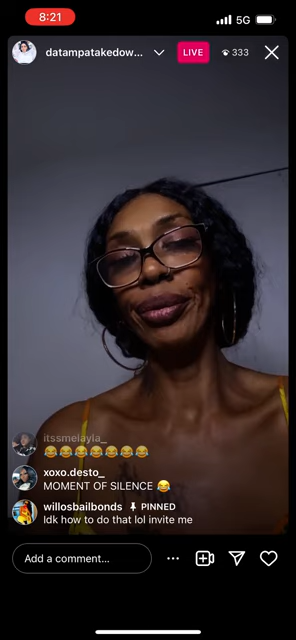 8:21
5G
datampatakedow...
LIVE
333
itssmelayla_
😂😂😂😂😂😂😂
xoxo.desto_
MOMENT OF SILENCE 😂
willosbailbonds PINNED
Idk how to do that lol invite me
Add a comment...